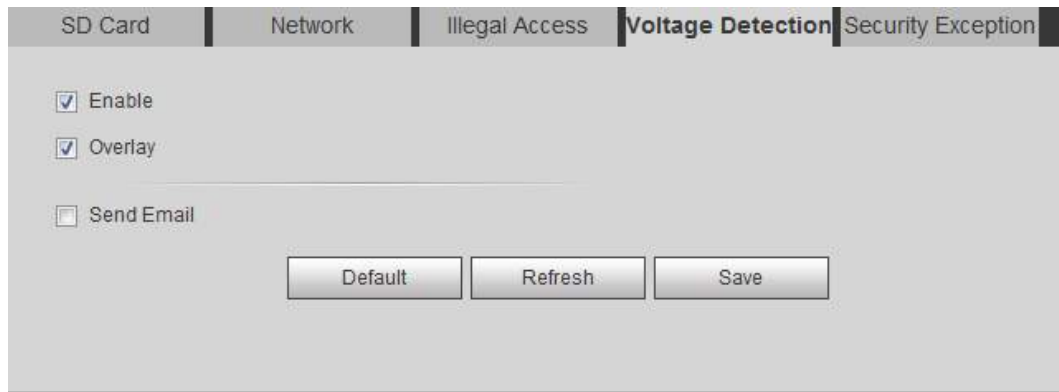 SD Card Network Illegal Access Voltage Detection Security Exception
Enable
Overlay
Send Email
Default Refresh Save